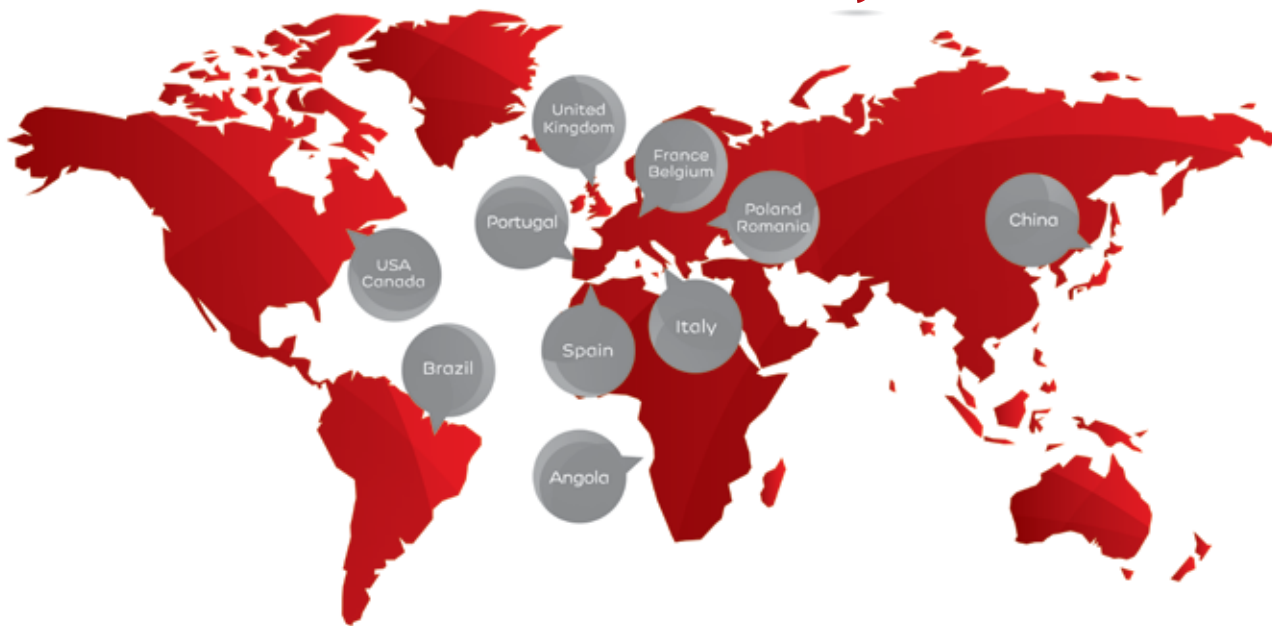 United
Kingdom
France
Belgium
Portugal
Poland
Romania
China
USA
Canada
Italy
Spain
Brazil
Angola